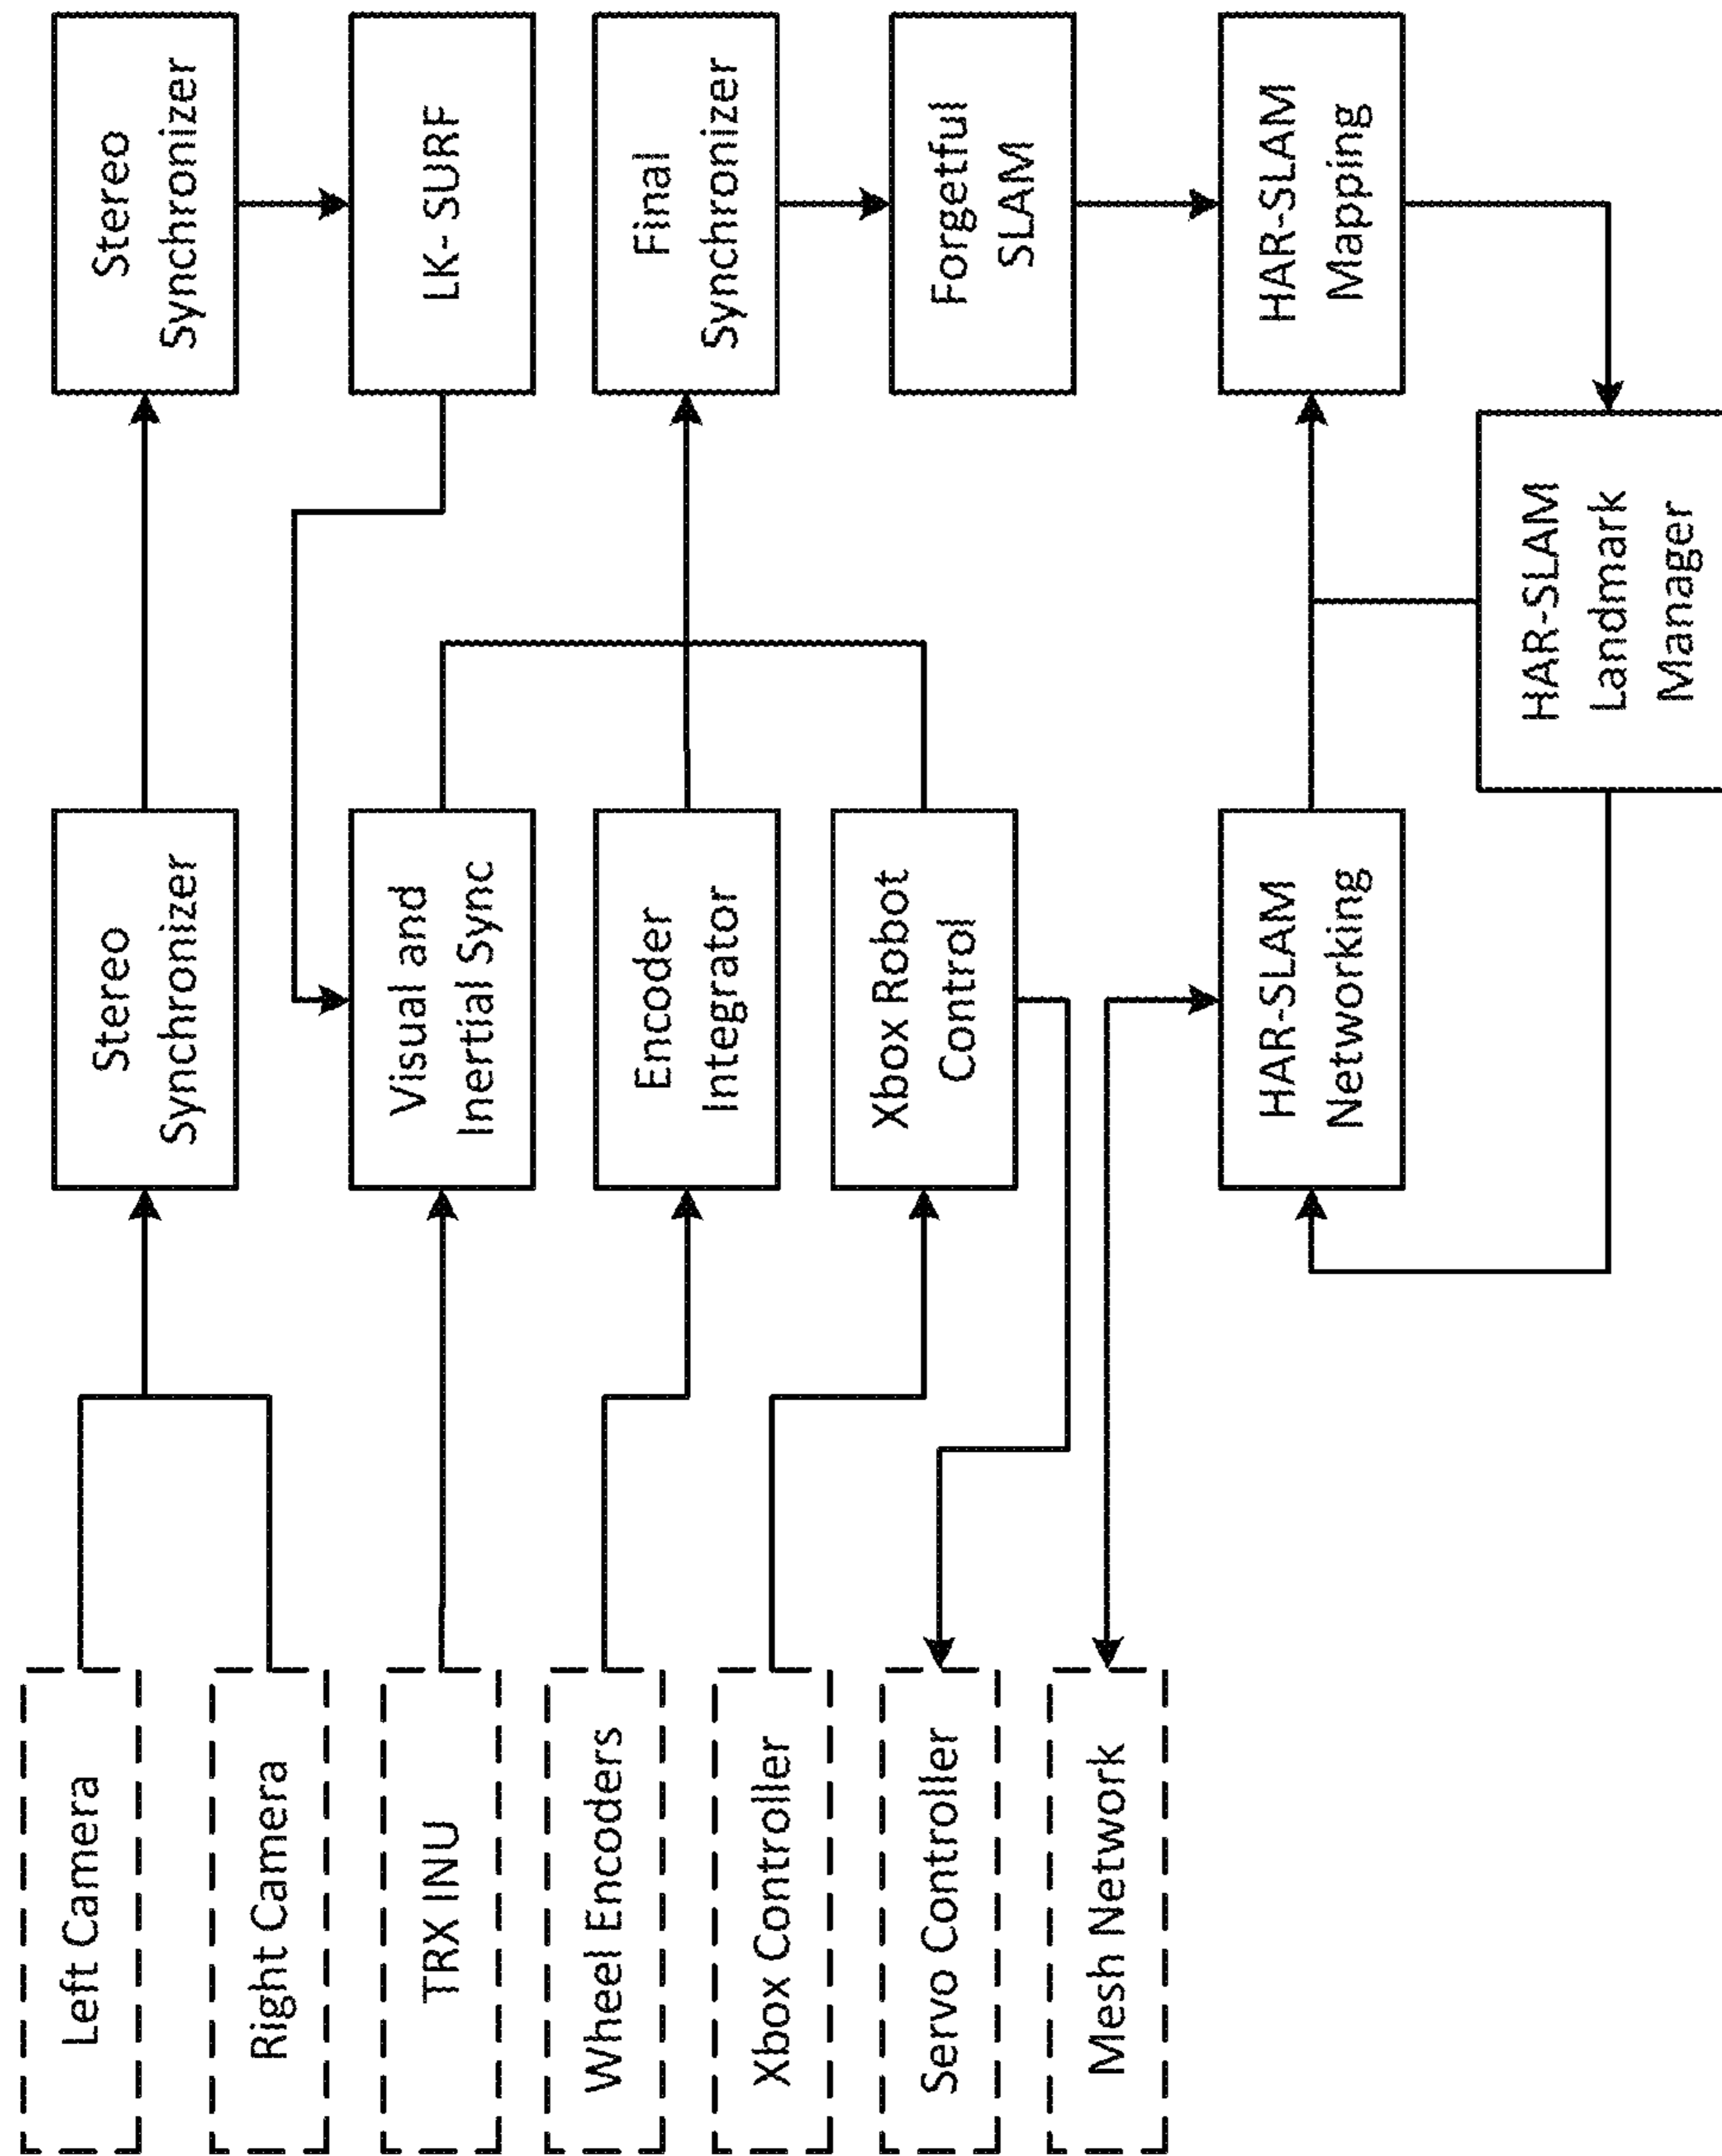 Left Camera
Right Camera
TRX INU
Wheel Encoders
Xbox Controller
Servo Controller
Mesh Network
Stereo
Synchronizer
Visual and
Inertial Sync
Encoder
Integrator
Xbox Robot
Control
HAR-SLAM
Networking
Stereo
Synchronizer
LK- SURF
Final
Synchronizer
Forgetful
SLAM
HAR-SLAM
Mapping
HAR-SLAM
Landmark
Manager